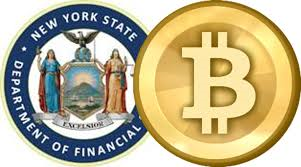 NEW YORK STATE
DEPARTMENT OF FINANCIAL
EXCELSIOR
B